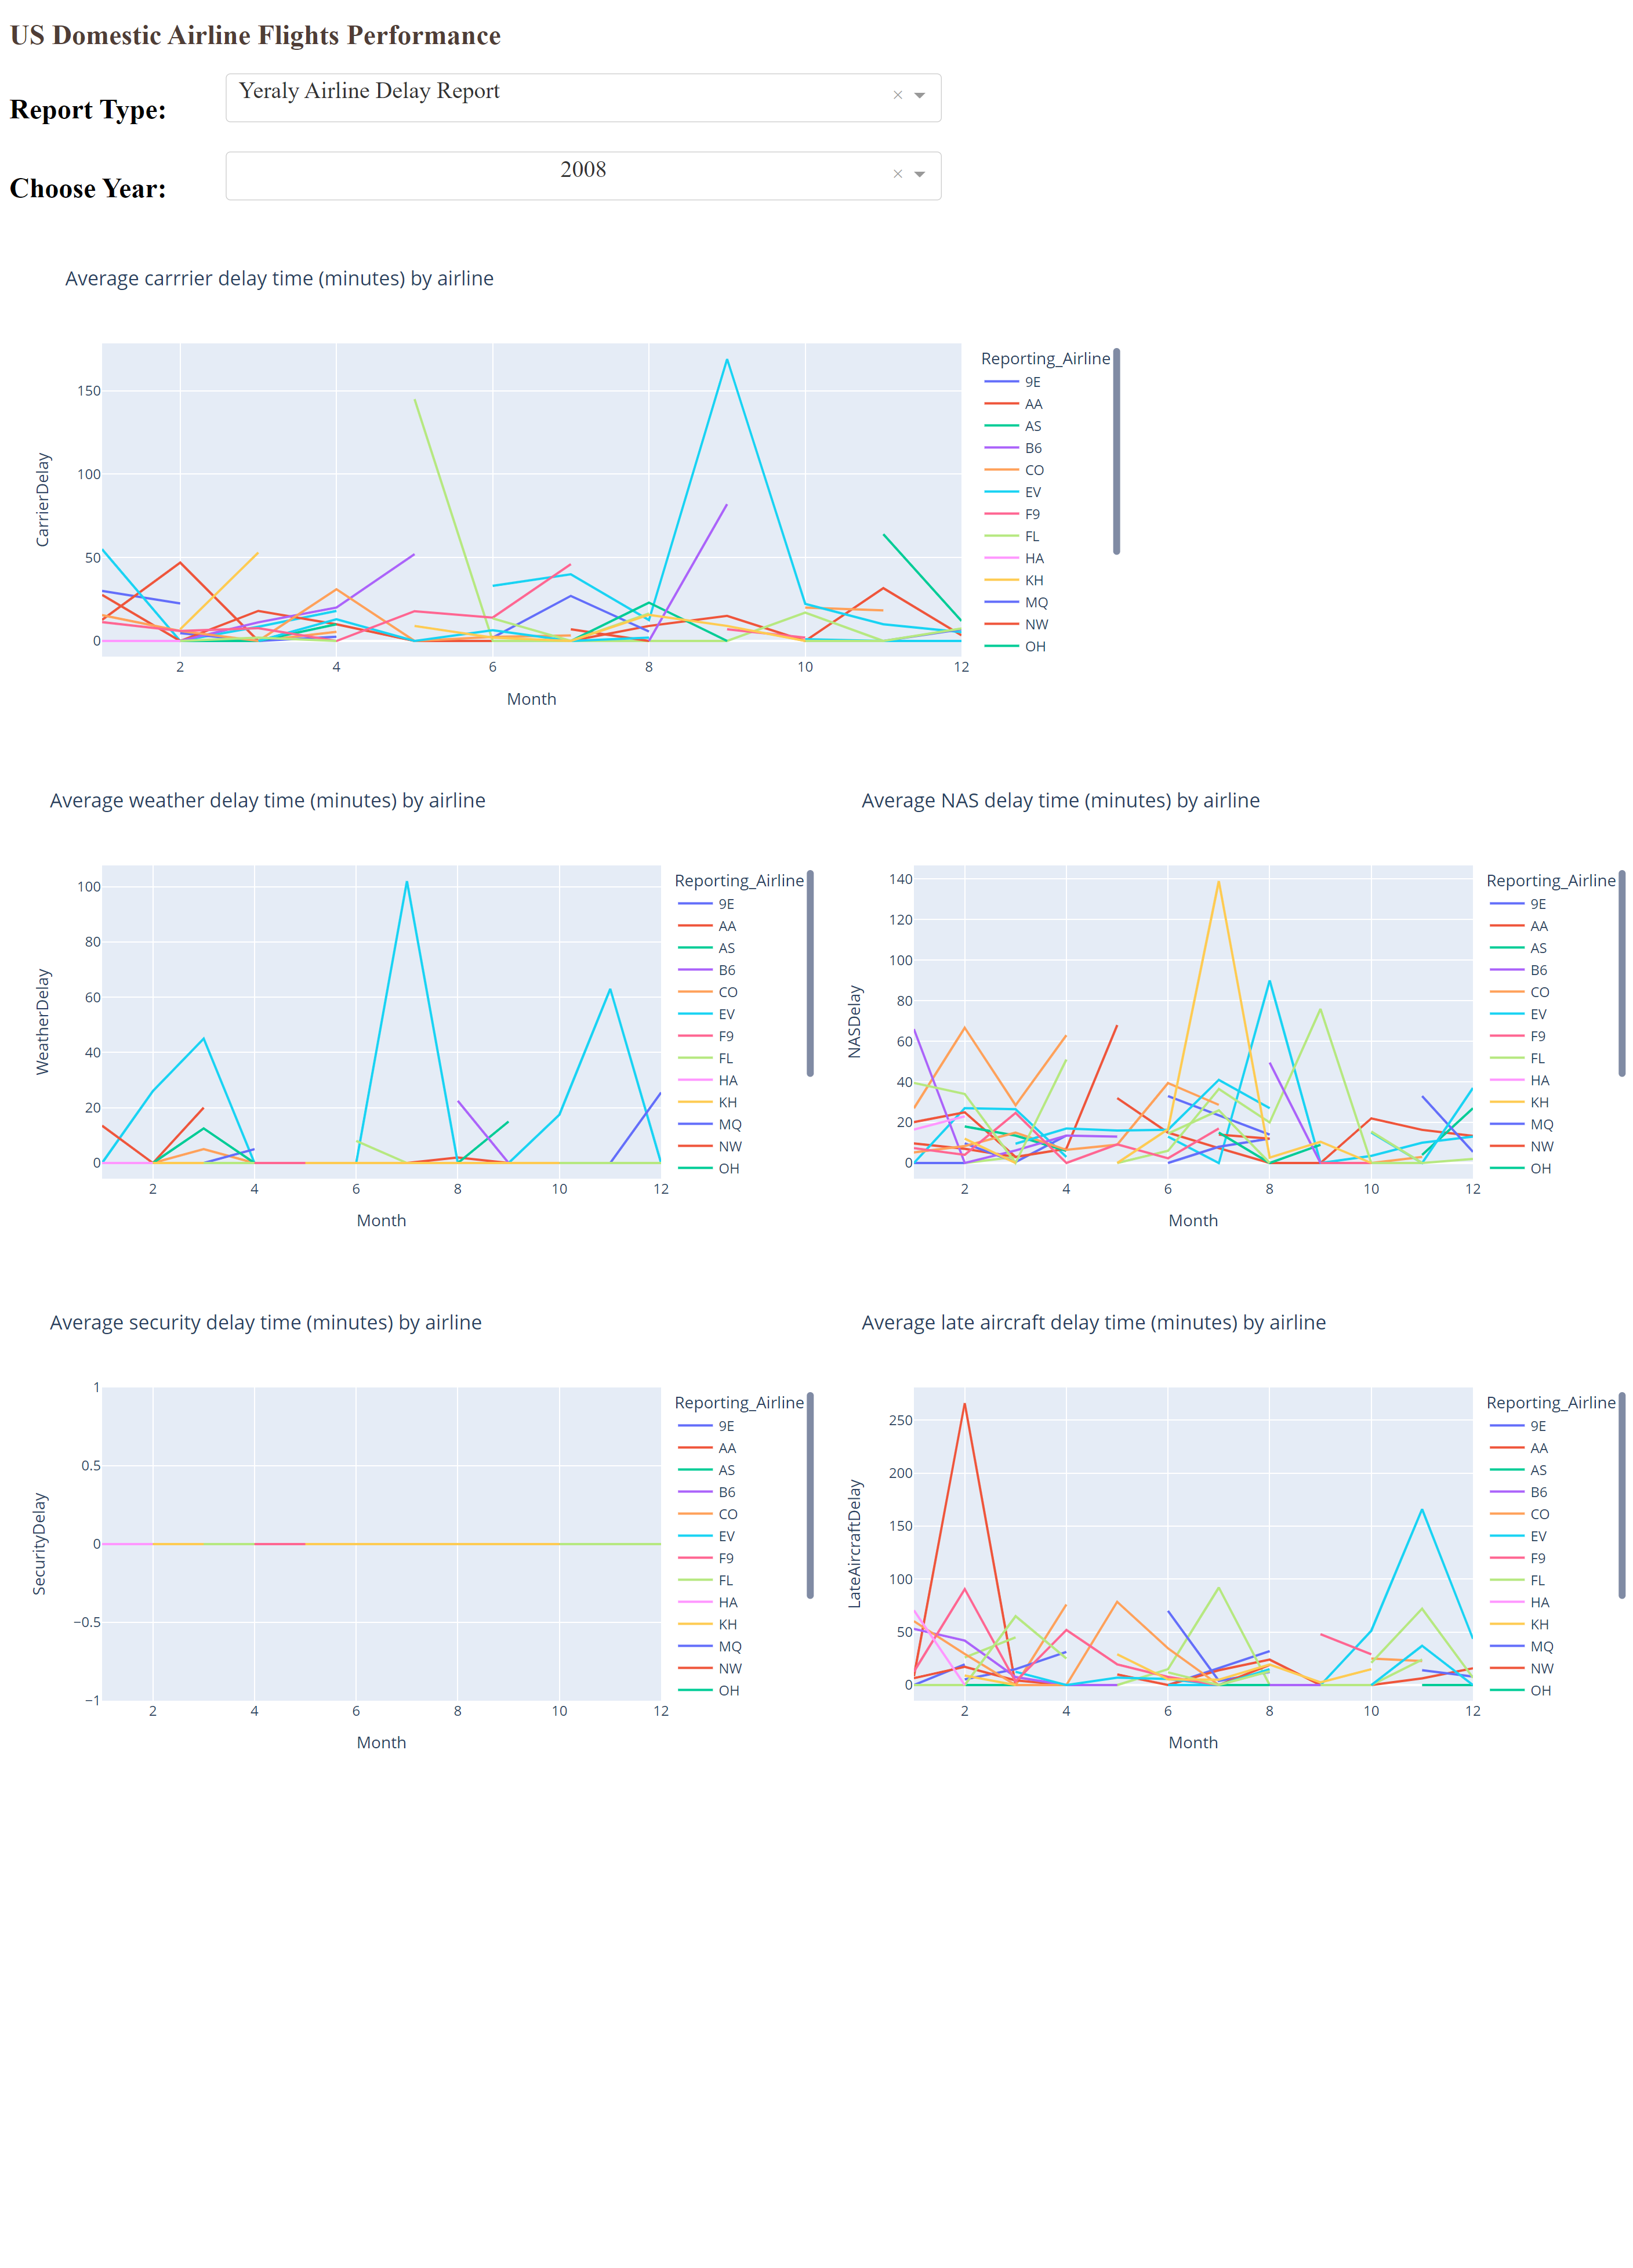 US Domestic Airline Flights Performance
Report Type:
Yeraly Airline Delay Report
×
Choose Year:
2008
×
Average carrrier delay time (minutes) by airline
CarrierDelay
150
100
50
0
2 4 6 8 10 12
Month
Reporting_Airline
9E
AA
AS
B6
CO
EV
F9
FL
HA
KH
MQ
NW
OH
Average weather delay time (minutes) by airline
WeatherDelay
100
80
60
40
20
0
2 4 6 8 10 12
Month
Reporting_Airline
9E
AA
AS
B6
CO
EV
F9
FL
HA
KH
MQ
NW
OH
Average NAS delay time (minutes) by airline
NASDelay
140
120
100
80
60
40
20
0
2 4 6 8 10 12
Month
Reporting_Airline
9E
AA
AS
B6
CO
EV
F9
FL
HA
KH
MQ
NW
OH
Average security delay time (minutes) by airline
SecurityDelay
1
0.5
0
−0.5
−1
2 4 6 8 10 12
Month
Reporting_Airline
9E
AA
AS
B6
CO
EV
F9
FL
HA
KH
MQ
NW
OH
Average late aircraft delay time (minutes) by airline
LateAircraftDelay
250
200
150
100
50
0
2 4 6 8 10 12
Month
Reporting_Airline
9E
AA
AS
B6
CO
EV
F9
FL
HA
KH
MQ
NW
OH